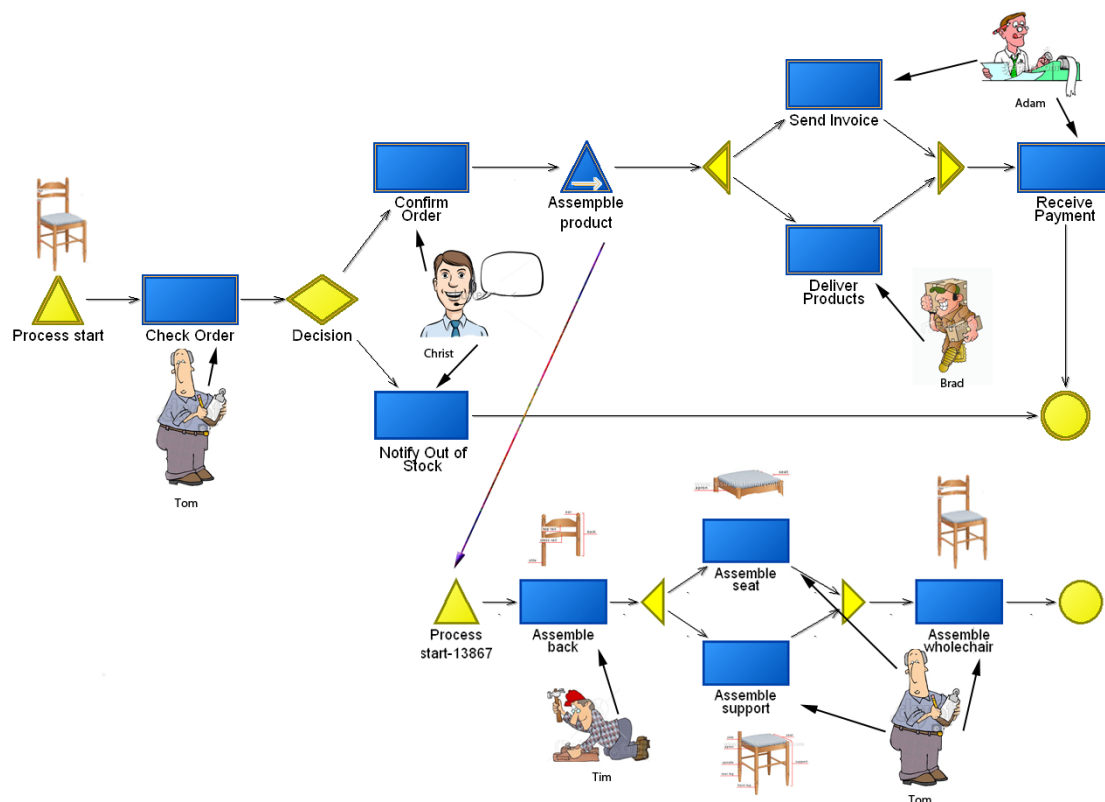 Adam
Send Invoice
Confirm
Order
Assempble
product
Receive
Payment
Deliver
Products
Process start
Check Order
Decision
Christ
Brad
Notify Out of
Stock
Tom
Assemble
seat
Process
start-13867
Assemble
back
Assemble
wholechair
Assemble
support
Tim
Tom